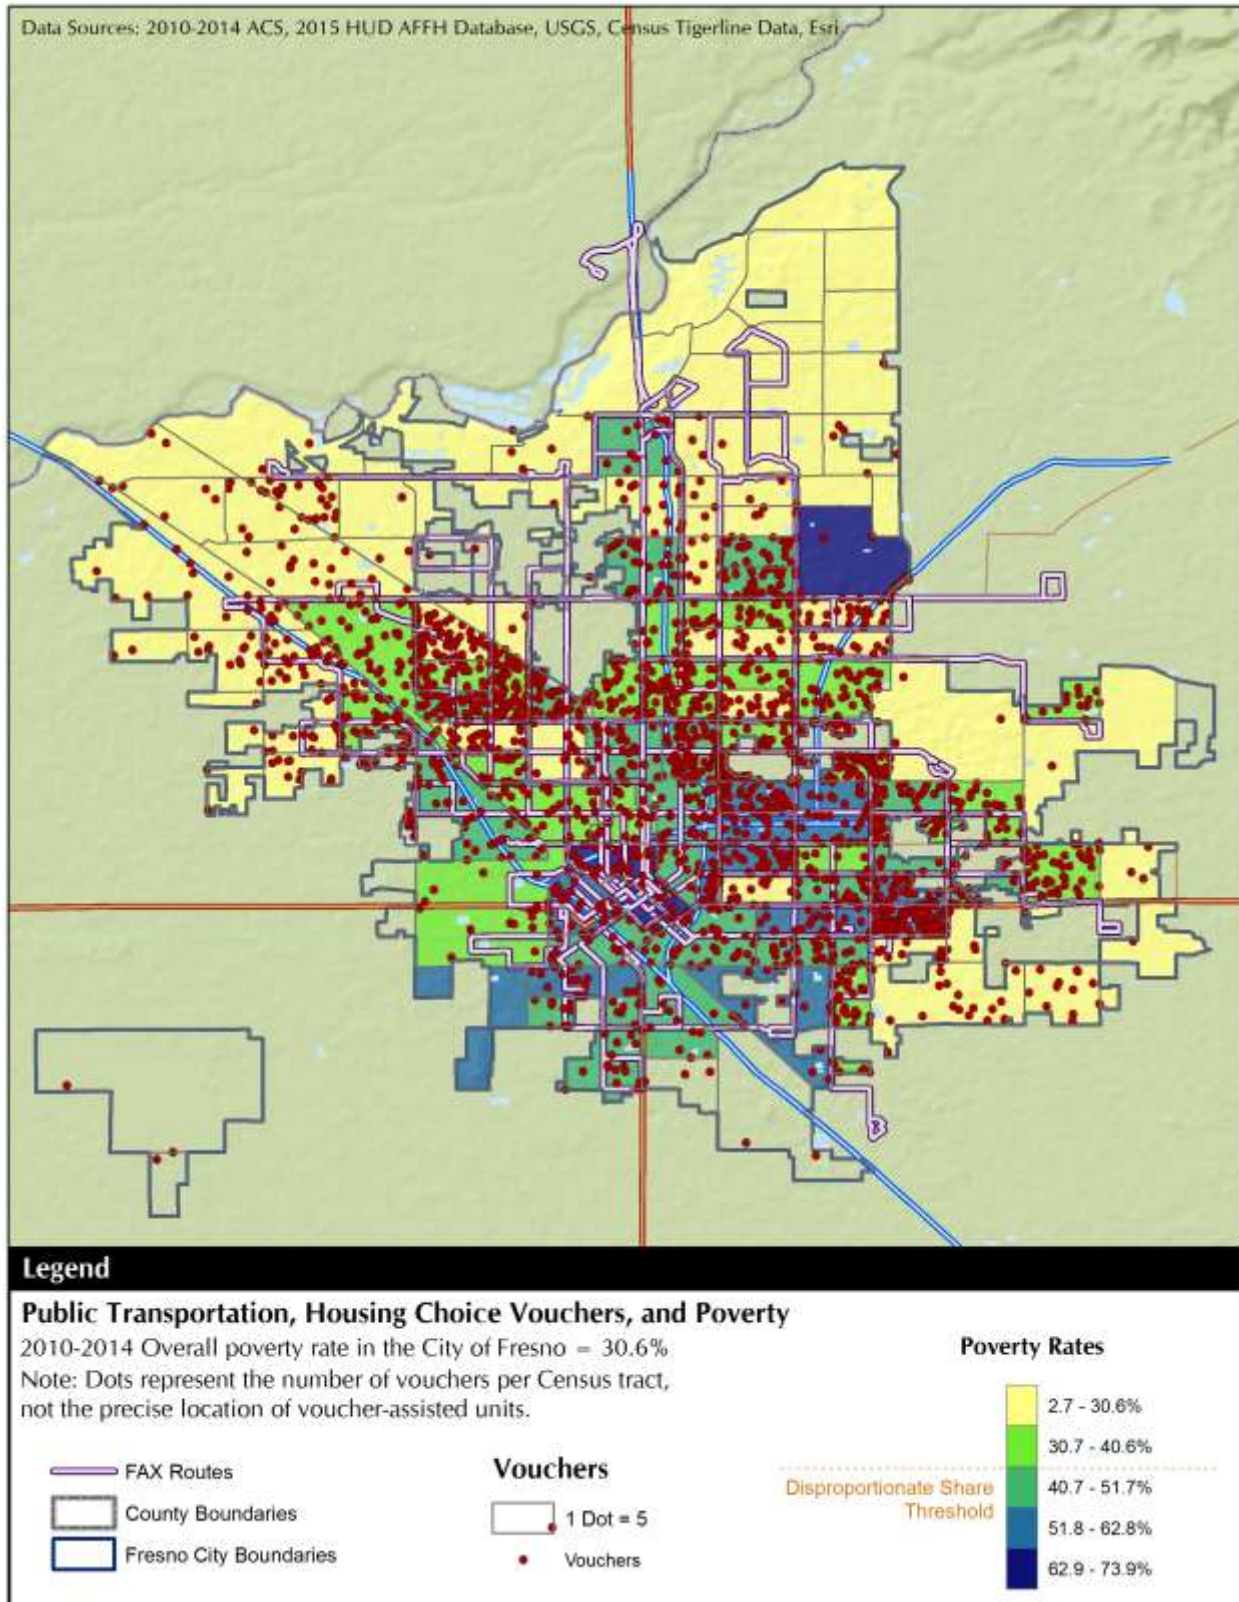 Data Sources: 2010-2014 ACS, 2015 HUD AFFH Database, USGS, Census Tigerline Data, Esri
Legend
Public Transportation, Housing Choice Vouchers, and Poverty
2010-2014 Overall poverty rate in the City of Fresno = 30.6%
Note: Dots represent the number of vouchers per Census tract,
not the precise location of voucher-assisted units.
FAX Routes
County Boundaries
Fresno City Boundaries
Vouchers
1 Dot = 5
Vouchers
Poverty Rates
2.7 - 30.6%
30.7 - 40.6%
Disproportionate Share
Threshold
40.7 - 51.7%
51.8 - 62.8%
62.9 - 73.9%